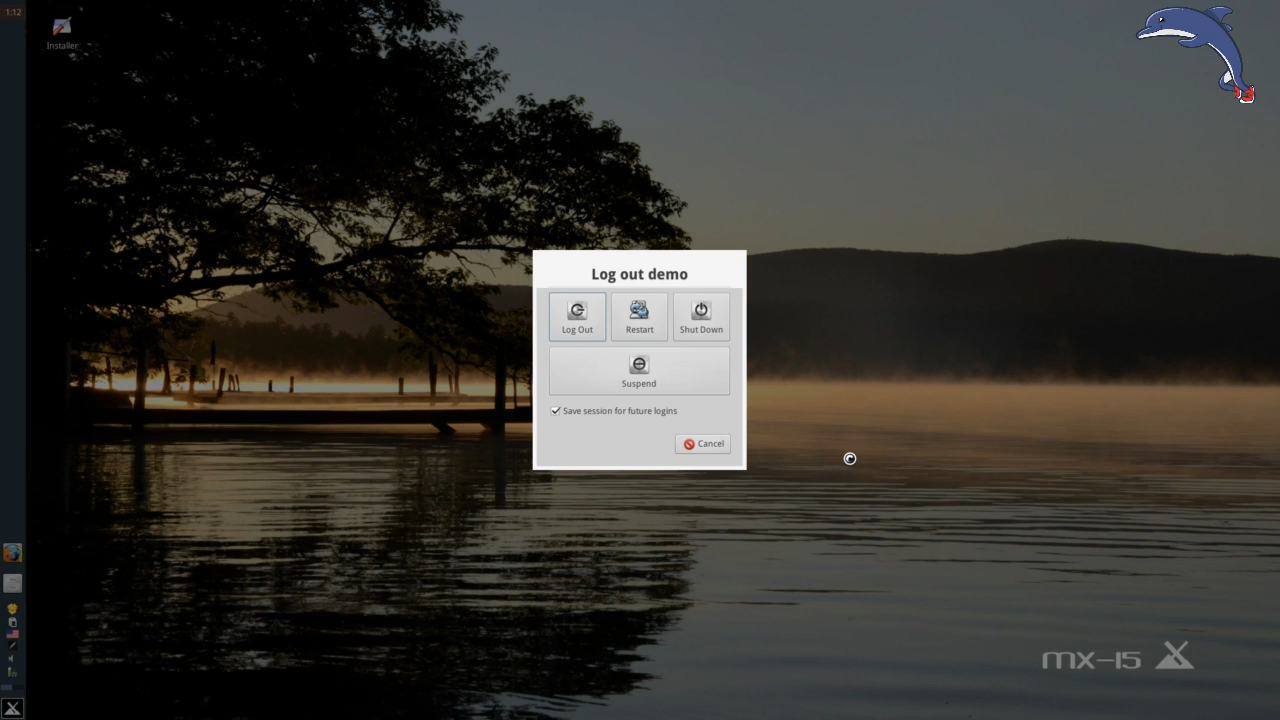 1:12
Installer
Log out demo
Log Out
Restart
Shut Down
Suspend
Save session for future logins
Cancel
mx-15